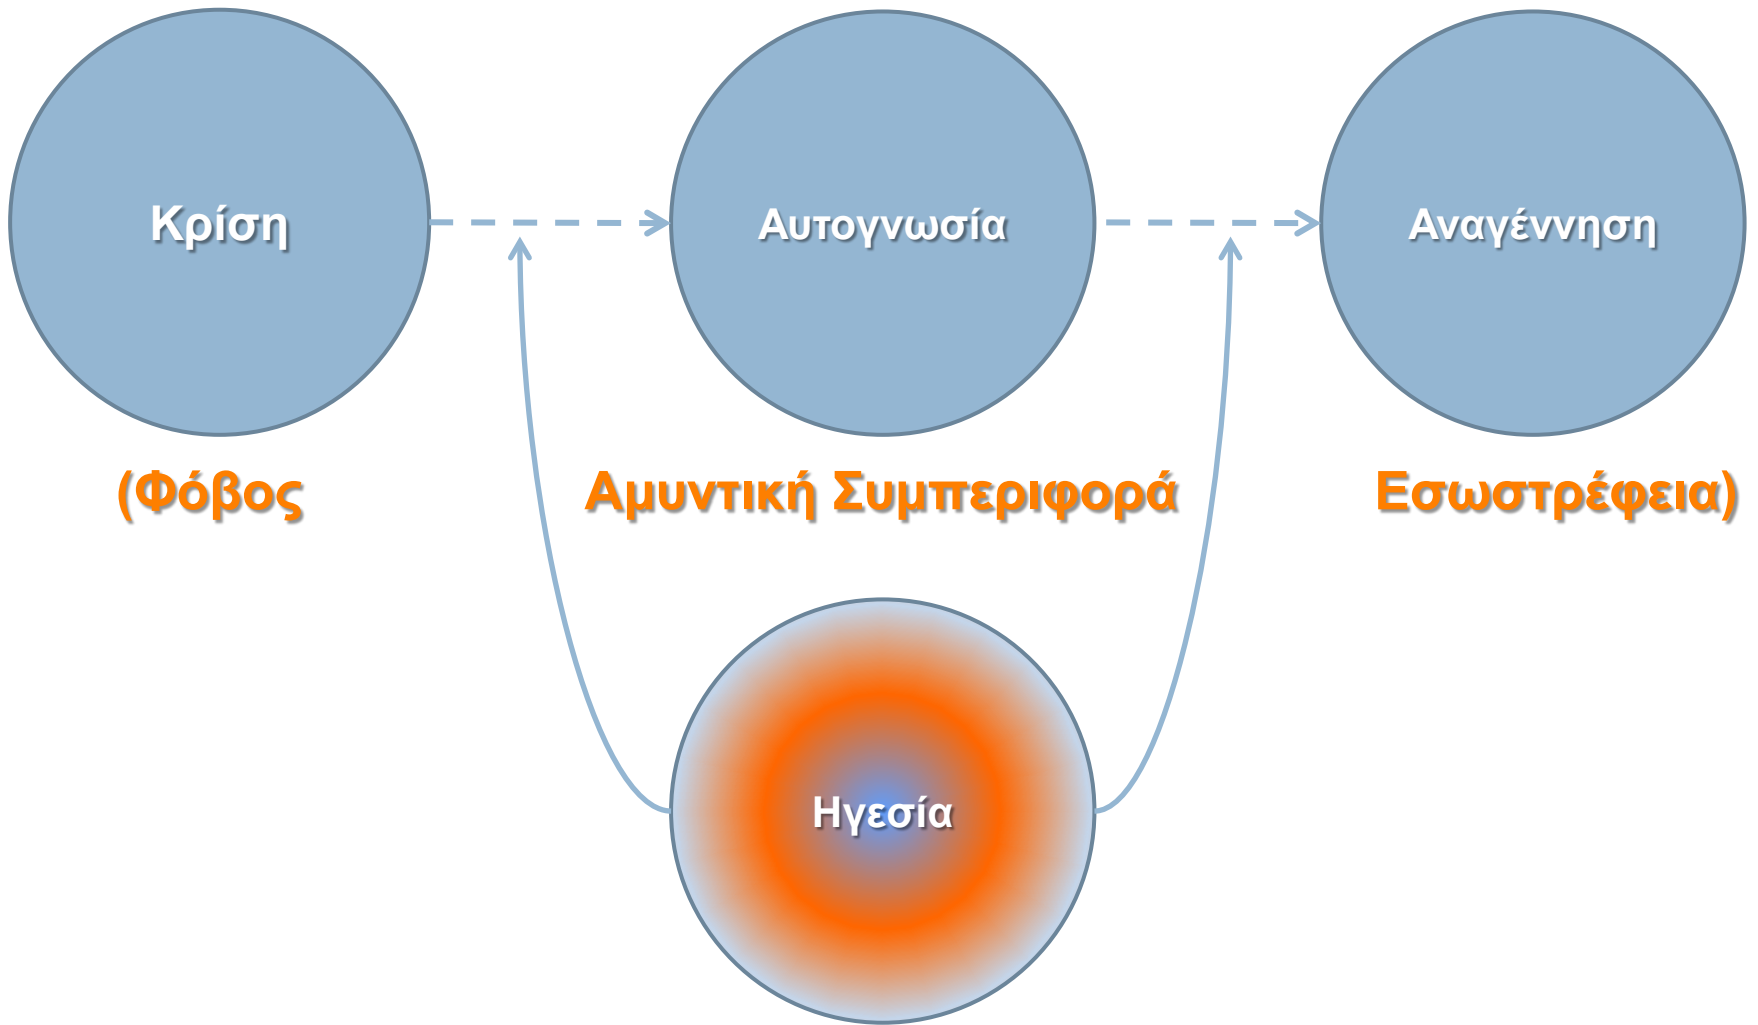 Κρίση
Αυτογνωσία
Αναγέννηση
(Φόβος
Αμυντική Συμπεριφορά
Εσωστρέφεια)
Ηγεσία